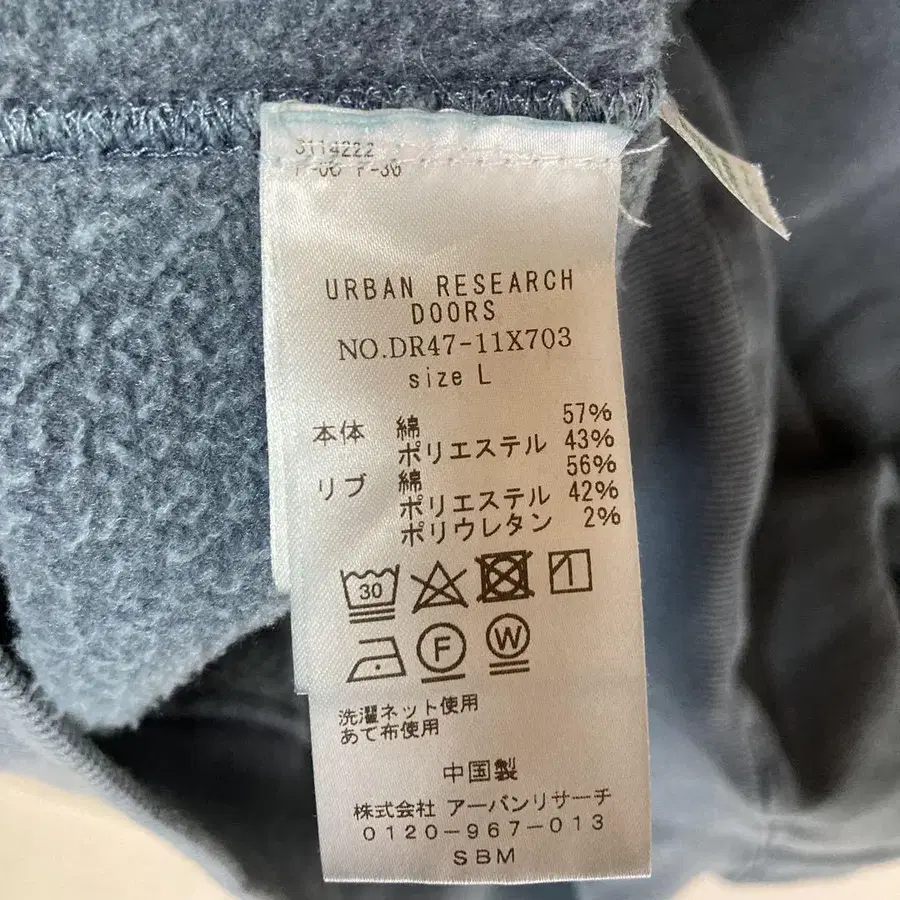 3114222
URBAN RESEARCH
DOORS
NO.DR47-11X703
size L
本体 綿 57%
ポリエステル 43%
リブ 綿 56%
ポリエステル 42%
ポリウレタン 2%
30
F W
洗濯ネット使用
あて布使用
中国製
株式会社 アーバンリサーチ
0120-967-013
SBM